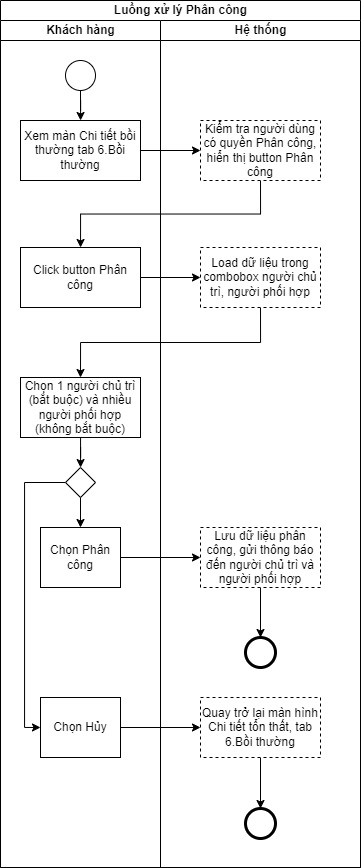 Luồng xử lý Phân công
Khách hàng
Hệ thống
Xem màn Chi tiết bồi
thường tab 6.Bồi
thường
Kiểm tra người dùng
có quyền Phân công,
hiển thị button Phân
công
Click button Phân
công
Load dữ liệu trong
combobox người chủ
trì, người phối hợp
Chọn 1 người chủ trì
(bắt buộc) và nhiều
người phối hợp
(không bắt buộc)
Chọn Phân
công
Lưu dữ liệu phân
công, gửi thông báo
đến người chủ trì và
người phối hợp
Chọn Hủy
Quay trở lại màn hình
Chi tiết tổn thất, tab
6.Bồi thường